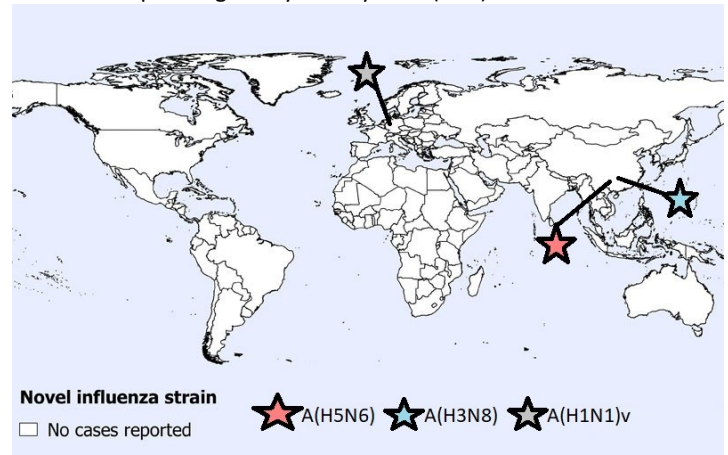 Novel influenza strain
A(H5N6) A(H3N8) A(H1N1)v
No cases reported